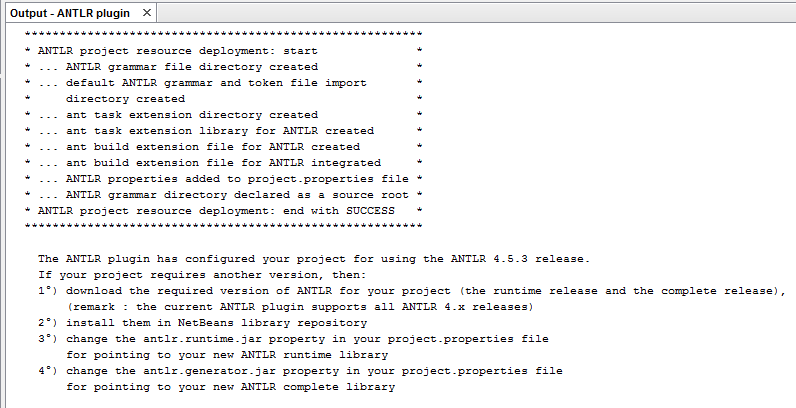 Output - ANTLR plugin ×
*********************************************************
* ANTLR project resource deployment: start              *
* ... ANTLR grammar file directory created              *
* ... default ANTLR grammar and token file import       *
*     directory created                                 *
* ... ant task extension directory created              *
* ... ant task extension library for ANTLR created      *
* ... ant build extension file for ANTLR created        *
* ... ant build extension file for ANTLR integrated     *
* ... ANTLR properties added to project.properties file *
* ... ANTLR grammar directory declared as a source root *
* ANTLR project resource deployment: end with SUCCESS   *
*********************************************************
The ANTLR plugin has configured your project for using the ANTLR 4.5.3 release.
If your project requires another version, then:
1°) download the required version of ANTLR for your project (the runtime release and the complete release),
(remark : the current ANTLR plugin supports all ANTLR 4.x releases)
2°) install them in NetBeans library repository
3°) change the antlr.runtime.jar property in your project.properties file
for pointing to your new ANTLR runtime library
4°) change the antlr.generator.jar property in your project.properties file
for pointing to your new ANTLR complete library